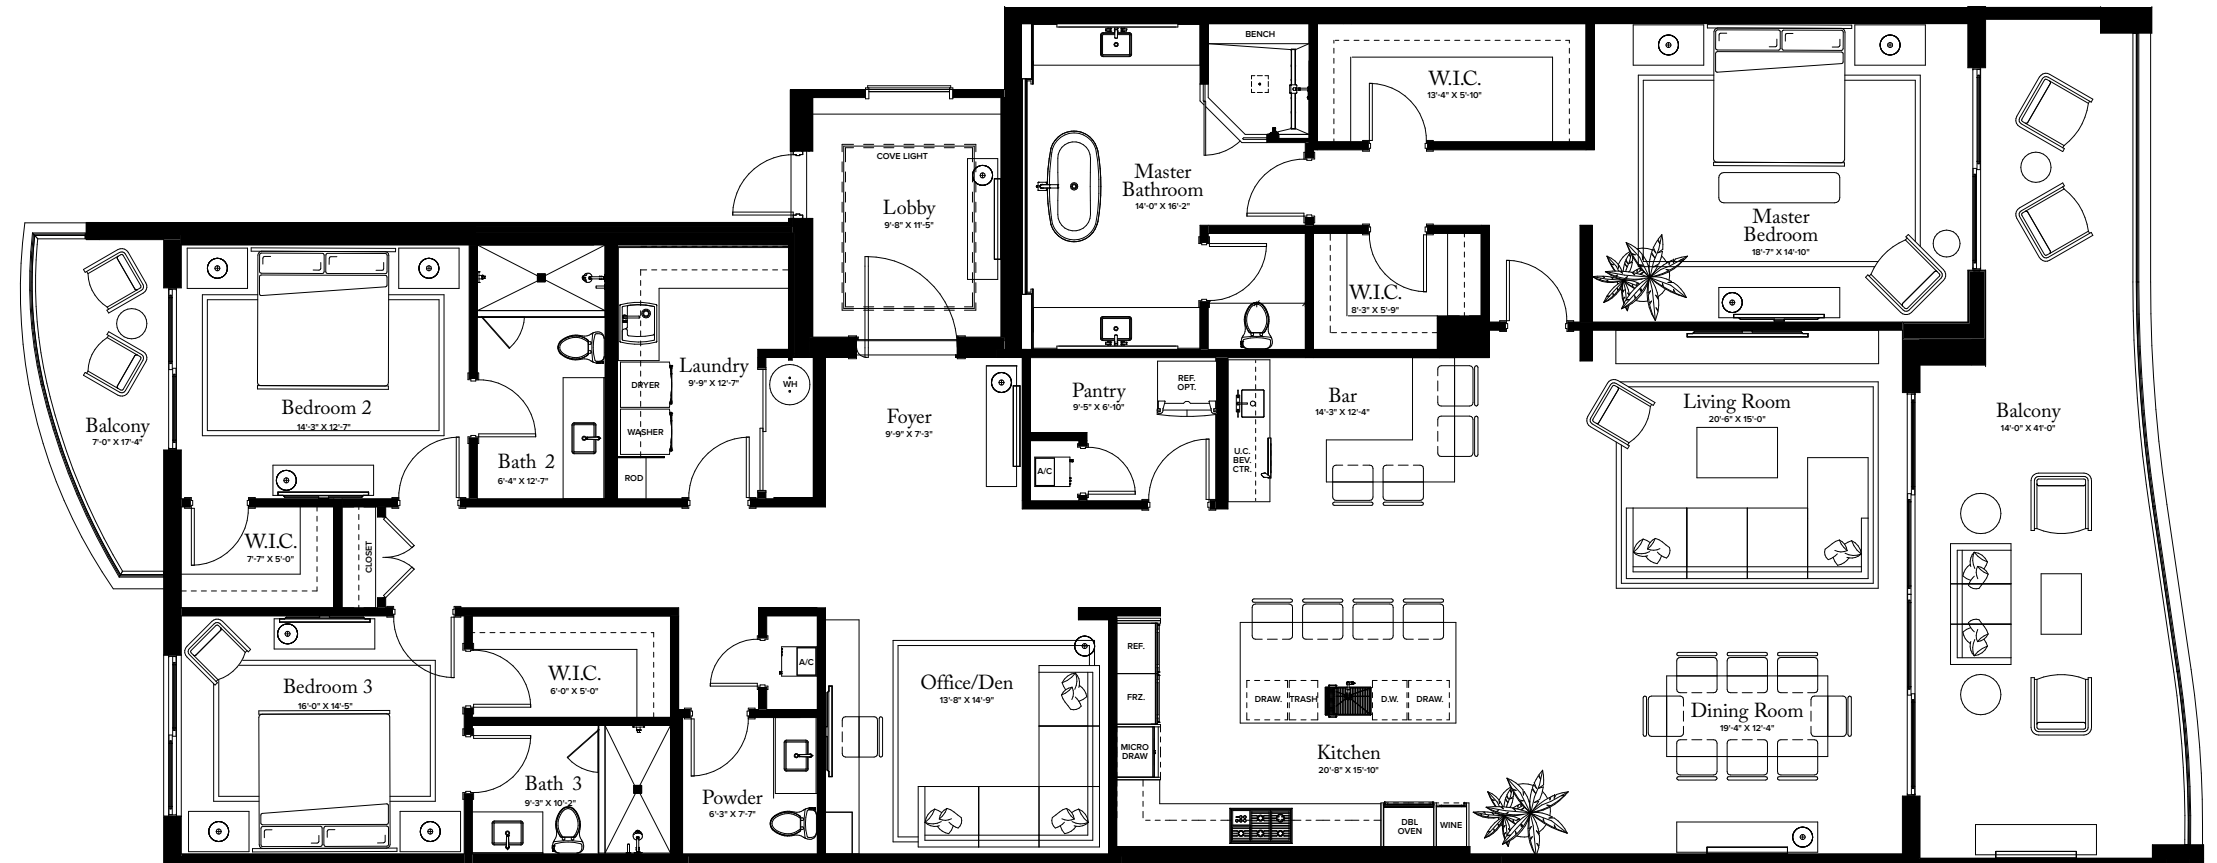 BENCH
W.I.C.
13'-4" X 5'-10"
COVE LIGHT
Master
Bathroom
14'-0" X 16'-2"
Lobby
9'-8" X 11'-5"
Master
Bedroom
18'-7" X 14'-10"
W.I.C.
8'-3" X 5'-9"
Laundry
9'-9" X 12'-7"
DRYER
WASHER
ROD
WH
Bedroom 2
14'-3" X 12'-7"
Balcony
7'-0" X 17'-4"
Bath 2
6'-4" X 12'-7"
Foyer
9'-9" X 7'-3"
Pantry
9'-5" X 6'-10"
REF.
OPT.
A/C
U.C.
BEV.
CTR.
Bar
14'-3" X 12'-4"
Living Room
20'-6" X 15'-0"
Balcony
14'-0" X 41'-0"
W.I.C.
7'-7" X 5'-0"
CLOSET
Bedroom 3
16'-0" X 14'-5"
W.I.C.
6'-0" X 5'-0"
A/C
Office/Den
13'-8" X 14'-9"
REF.
FRZ.
MICRO
DRAW
DRAW.
TRASH
D.W.
DRAW.
Kitchen
20'-8" X 15'-10"
Dining Room
19'-4" X 12'-4"
Bath 3
9'-3" X 10'-2"
Powder
6'-3" X 7'-7"
DBL
OVEN
WINE